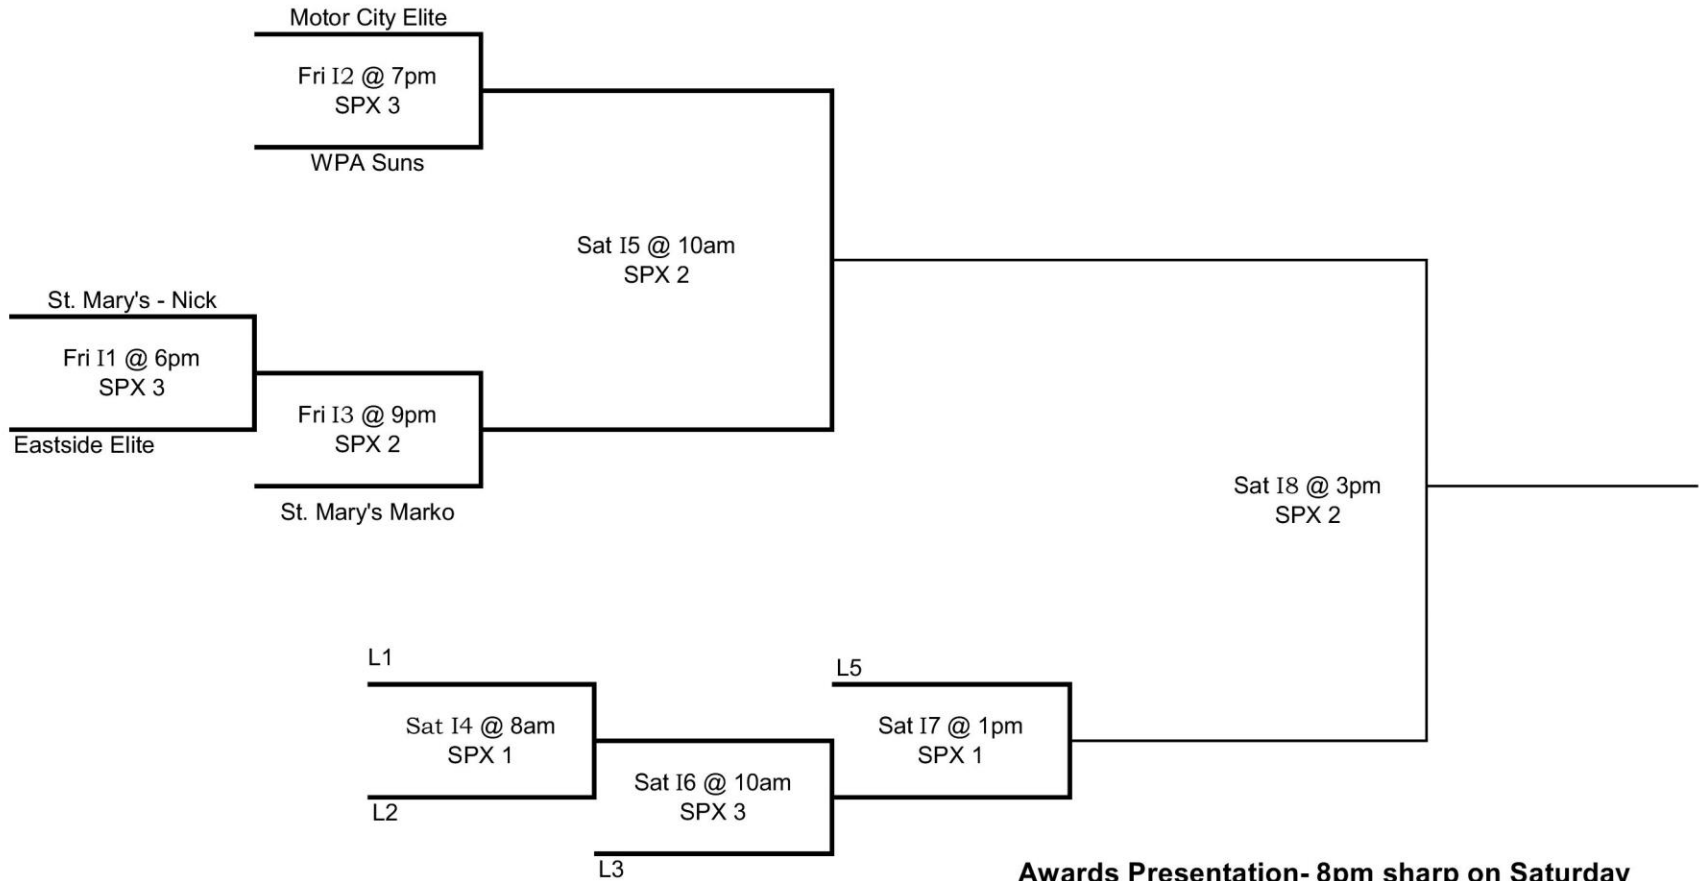 Motor City Elite
Fri I2 @ 7pm
SPX 3
WPA Suns
Sat I5 @ 10am
SPX 2
St. Mary's - Nick
Fri I1 @ 6pm
SPX 3
Eastside Elite
Fri I3 @ 9pm
SPX 2
St. Mary's Marko
Sat I8 @ 3pm
SPX 2
L1
Sat I4 @ 8am
SPX 1
L2
L5
Sat I7 @ 1pm
SPX 1
Sat I6 @ 10am
SPX 3
L3
Awards Presentation- 8pm sharp on Saturday